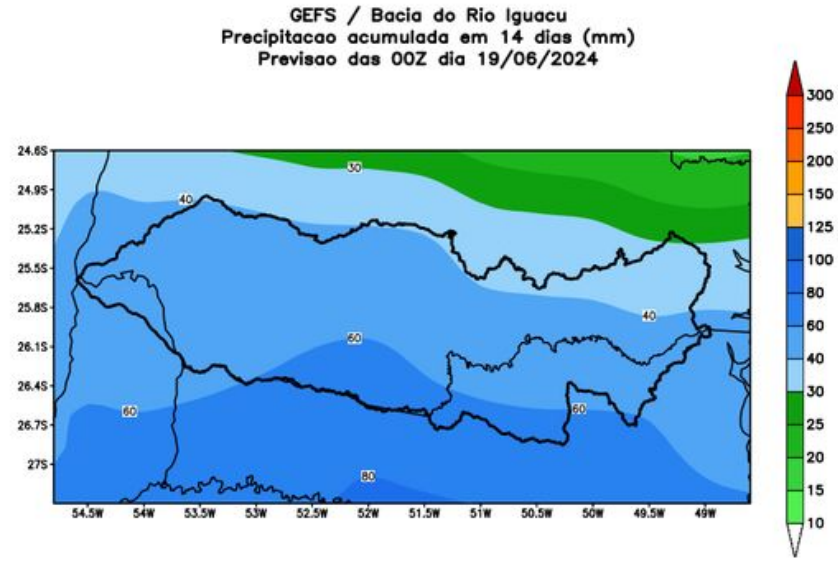 GEFS / Bacia do Rio Iguacu
Precipitacao acumulada em 14 dias (mm)
Previsao das 00Z dia 19/06/2024
300
250
200
150
125
100
80
60
40
30
25
20
15
10
24.6S
24.9S
25.2S
25.5S
25.8S
26.1S
26.4S
26.7S
27S
30
40
40
60
60
60
80
54.5W
54W
53.5W
53W
52.5W
52W
51.5W
51W
50.5W
50W
49.5W
49W